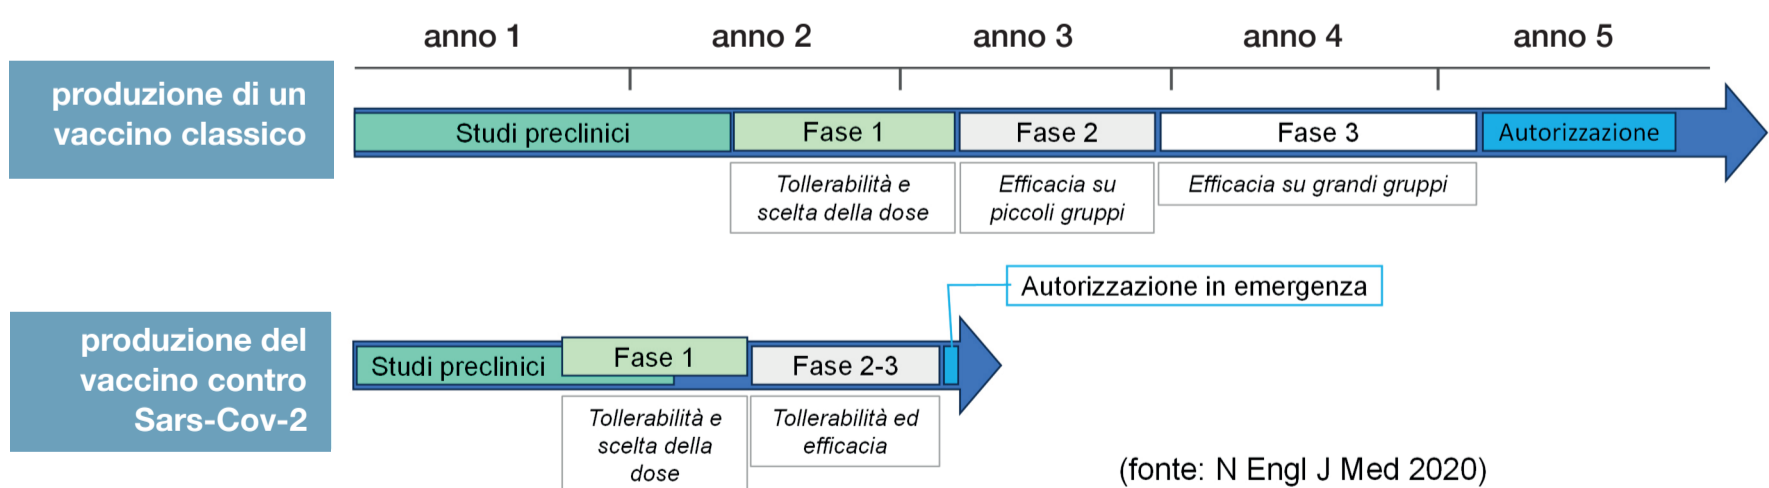 anno 1 anno 2 anno 3 anno 4 anno 5
produzione di un
vaccino classico
Studi preclinici
Fase 1
Fase 2
Fase 3
Autorizzazione
Tollerabilità e
scelta della dose
Efficacia su
piccoli gruppi
Efficacia su grandi gruppi
Autorizzazione in emergenza
produzione del
vaccino contro
Sars-Cov-2
Studi preclinici
Fase 1
Fase 2-3
Tollerabilità e
scelta della
dose
Tollerabilità ed
efficacia
(fonte: N Engl J Med 2020)